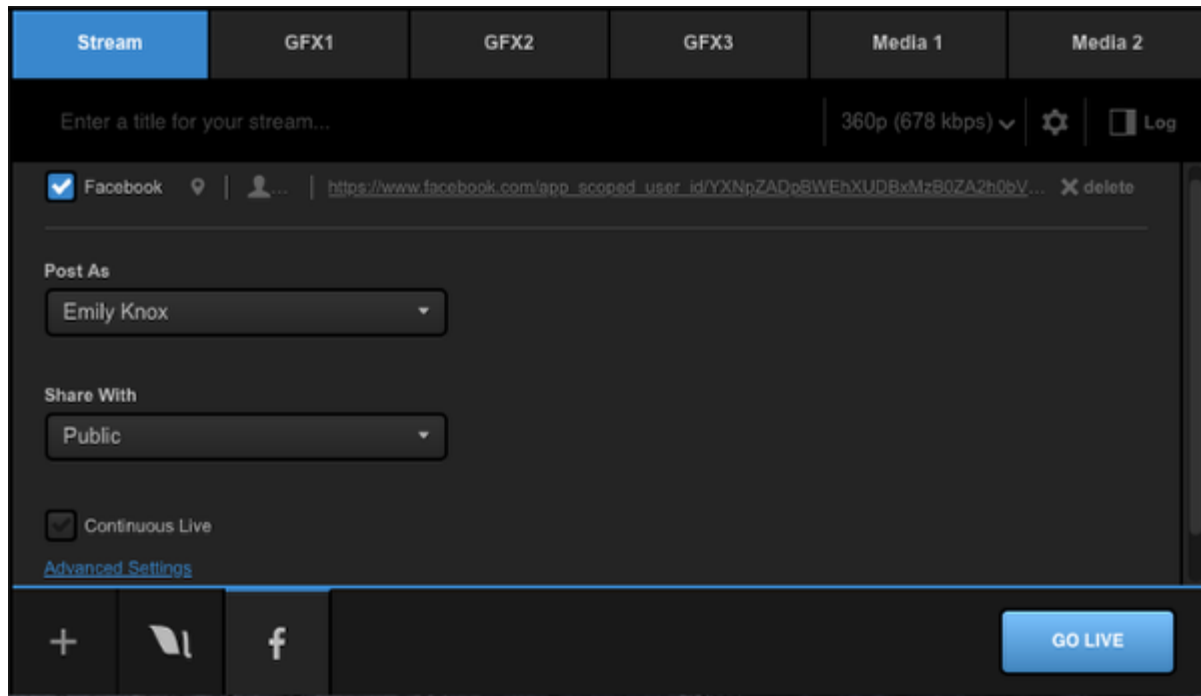 Stream GFX1 GFX2 GFX3 Media 1 Media 2
Enter a title for your stream... 360p (678 kbps) Log
Facebook ... https://www.facebook.com/app_scoped_user_id/YXNpZADpBWEhXUDBxMzB0ZA2h0bV... delete
Post As
Emily Knox
Share With
Public
Continuous Live
Advanced Settings
f GO LIVE